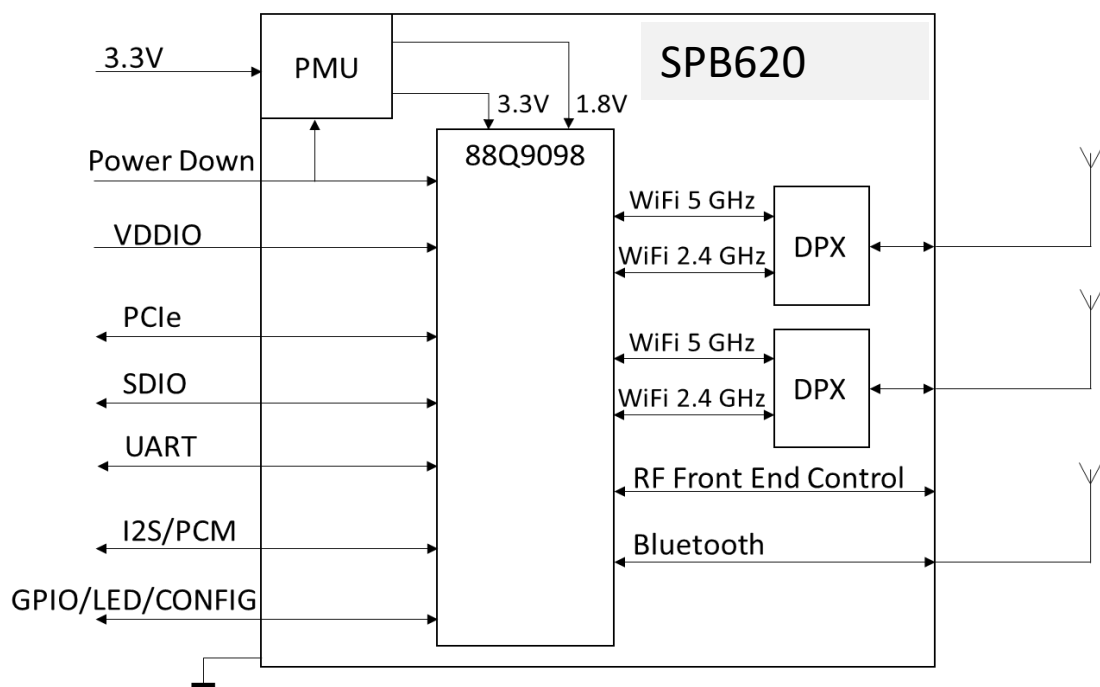 SPB620
3.3V
PMU
3.3V
1.8V
88Q9098
Power Down
VDDIO
PCIe
SDIO
UART
I2S/PCM
GPIO/LED/CONFIG
WiFi 5 GHz
WiFi 2.4 GHz
DPX
WiFi 5 GHz
WiFi 2.4 GHz
DPX
RF Front End Control
Bluetooth